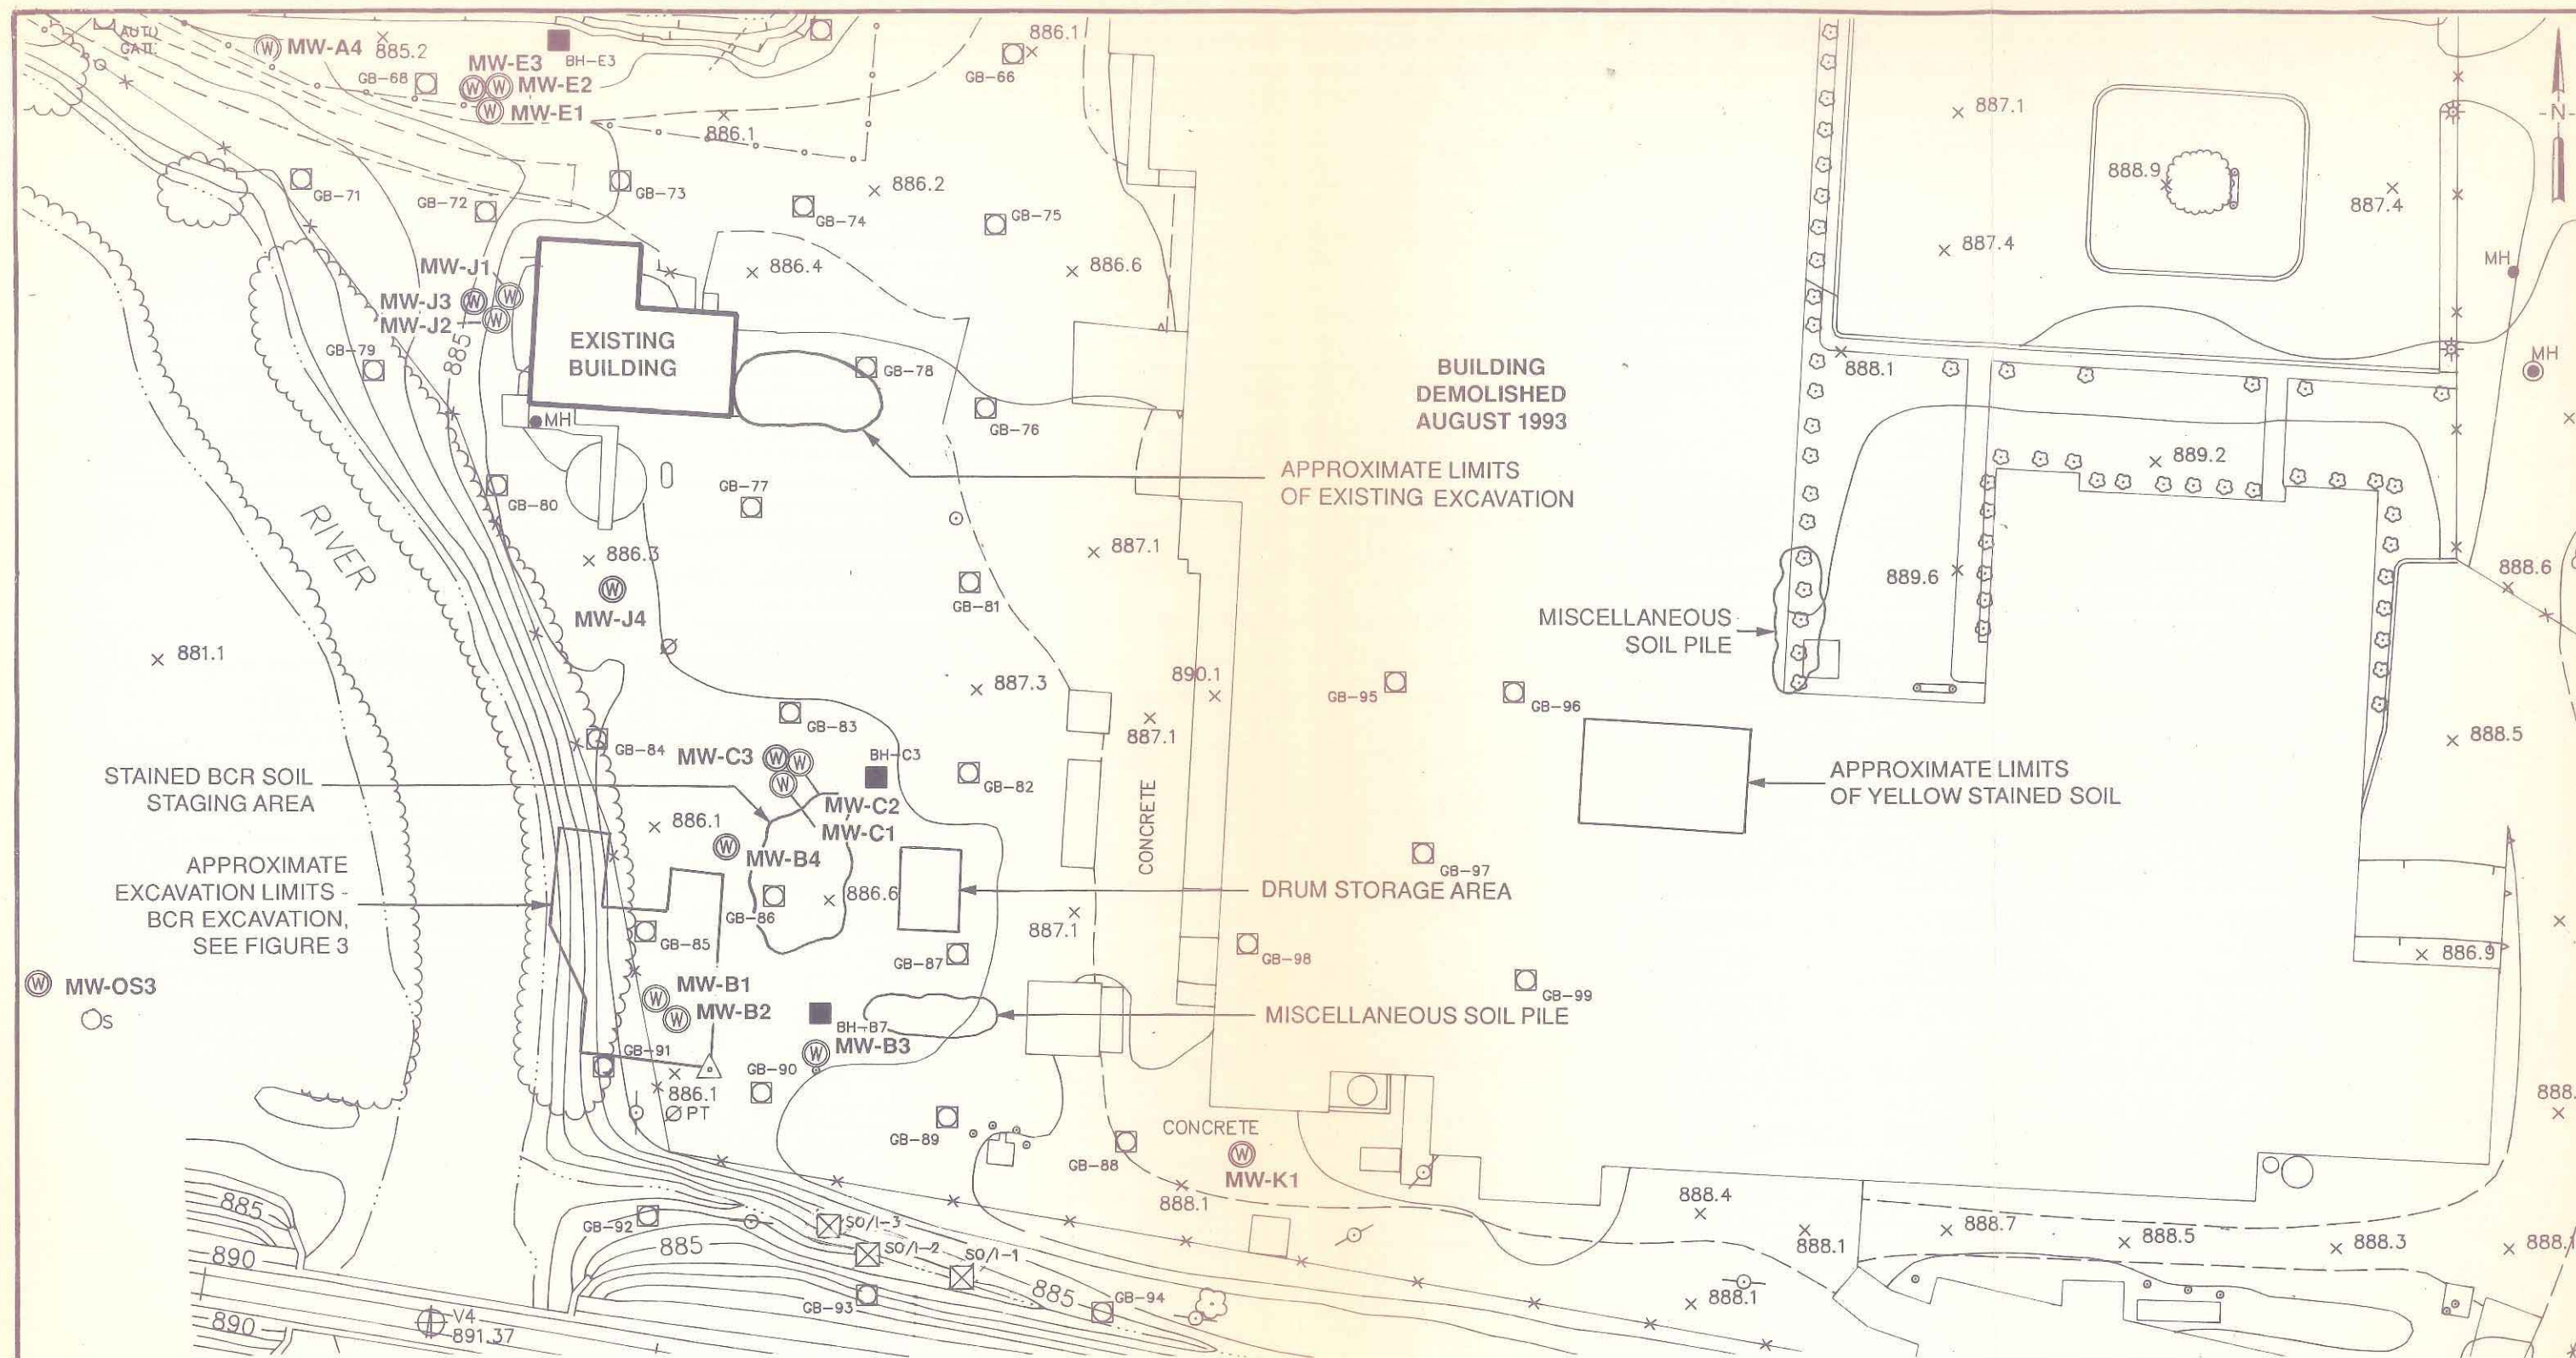 AUTO
GATE
MW-A4
885.2
GB-68
MW-E3
BH-E3
MW-E2
MW-E1
886.1
GB-66
886.1
887.1
-N-
888.9
887.4
GB-71
GB-72
GB-73
GB-74
886.2
GB-75
887.4
MH
MW-J1
MW-J3
MW-J2
886.4
886.6
885
GB-79
EXISTING
BUILDING
GB-78
BUILDING
DEMOLISHED
AUGUST 1993
888.1
MH
MH
GB-76
APPROXIMATE LIMITS
OF EXISTING EXCAVATION
889.2
GB-80
GB-77
RIVER
886.3
887.1
889.6
888.6
MW-J4
GB-81
MISCELLANEOUS
SOIL PILE
881.1
887.3
890.1
GB-95
GB-96
GB-83
887.1
888.5
GB-84
MW-C3
BH-C3
GB-82
STAINED BCR SOIL
STAGING AREA
MW-C2
MW-C1
CONCRETE
APPROXIMATE LIMITS
OF YELLOW STAINED SOIL
886.1
MW-B4
APPROXIMATE
EXCAVATION LIMITS -
BCR EXCAVATION,
SEE FIGURE 3
GB-86
886.6
DRUM STORAGE AREA
GB-97
GB-85
887.1
GB-87
GB-98
886.9
MW-OS3
S
MW-B1
MW-B2
GB-99
BH-B7
MW-B3
MISCELLANEOUS SOIL PILE
GB-91
GB-90
886.1
PT
888.
GB-89
GB-88
CONCRETE
MW-K1
888.1
885
GB-92
SO/I-3
SO/I-2
SO/I-1
888.4
888.1
888.7
888.5
888.3
888.1
890
885
885
GB-93
GB-94
888.1
890
V4
891.37